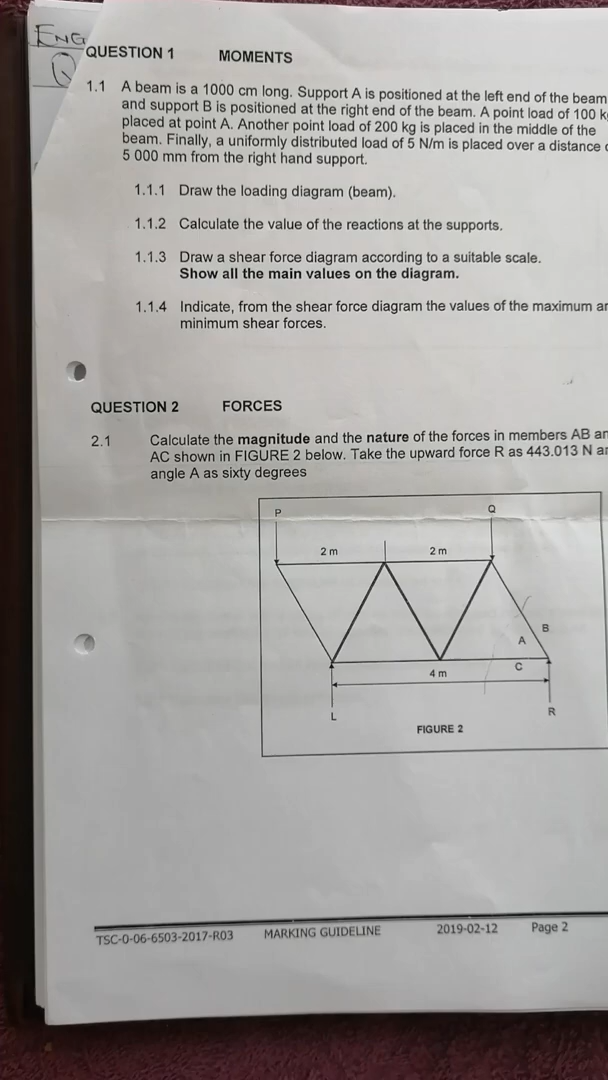 ENG
QUESTION 1 MOMENTS
1.1 A beam is a 1000 cm long. Support A is positioned at the left end of the beam
and support B is positioned at the right end of the beam. A point load of 100
placed at point A. Another point load of 200 kg is placed in the middle of the
beam. Finally, a uniformly distributed load of 5 N/m is placed over a distance
5 000 mm from the right hand support.
1.1.1 Draw the loading diagram (beam).
1.1.2 Calculate the value of the reactions at the supports.
1.1.3 Draw a shear force diagram according to a suitable scale.
Show all the main values on the diagram.
1.1.4 Indicate, from the shear force diagram the values of the maximum
minimum shear forces.
QUESTION 2 FORCES
2.1 Calculate the magnitude and the nature of the forces in members AB
AC shown in FIGURE 2 below. Take the upward force R as 443.013 N
angle A as sixty degrees
P
Q
2 m 2 m
B
A
C
4 m
L
R
FIGURE 2
TSC-0-06-6503-2017-R03 MARKING GUIDELINE 2019-02-12 Page 2